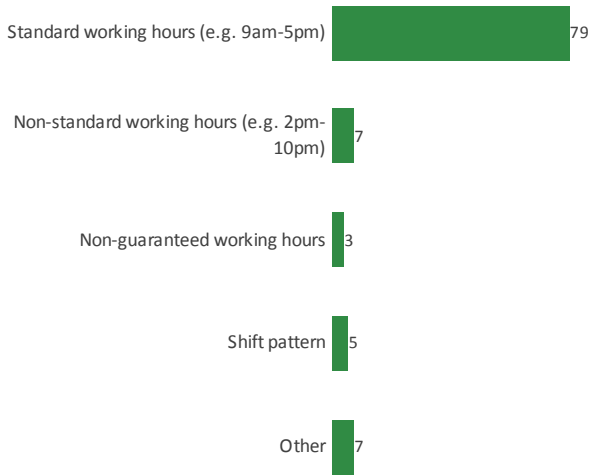 Standard working hours (e.g. 9am-5pm) 79
Non-standard working hours (e.g. 2pm-
10pm) 7
Non-guaranteed working hours 3
Shift pattern 5
Other 7